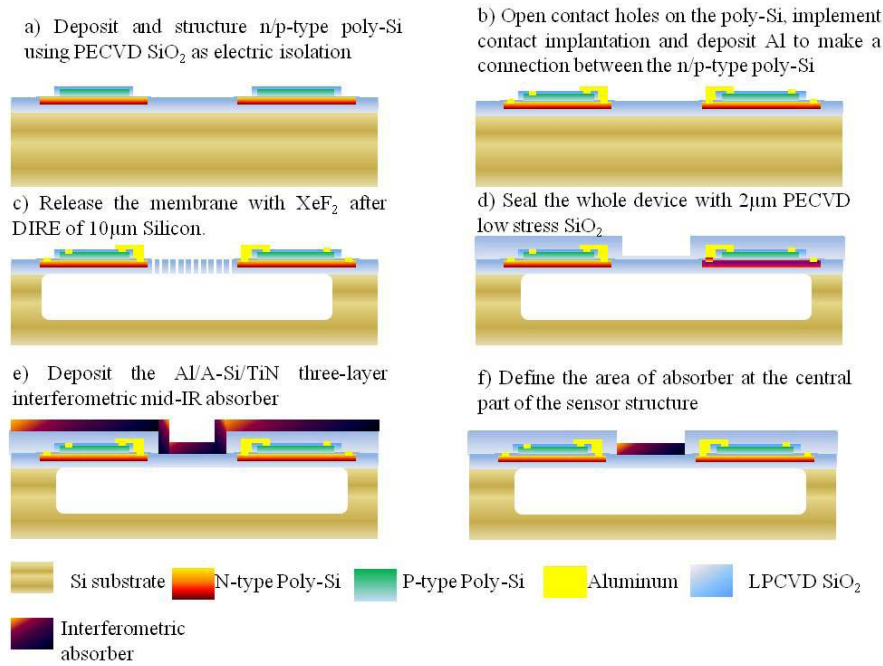 a) Deposit and structure n/p-type poly-Si
using PECVD SiO₂ as electric isolation
b) Open contact holes on the poly-Si, implement
contact implantation and deposit Al to make a
connection between the n/p-type poly-Si
c) Release the membrane with XeF₂ after
DIRE of 10μm Silicon.
d) Seal the whole device with 2μm PECVD
low stress SiO₂
e) Deposit the Al/A-Si/TiN three-layer
interferometric mid-IR absorber
f) Define the area of absorber at the central
part of the sensor structure
Si substrate N-type Poly-Si P-type Poly-Si Aluminum LPCVD SiO₂
Interferometric
absorber